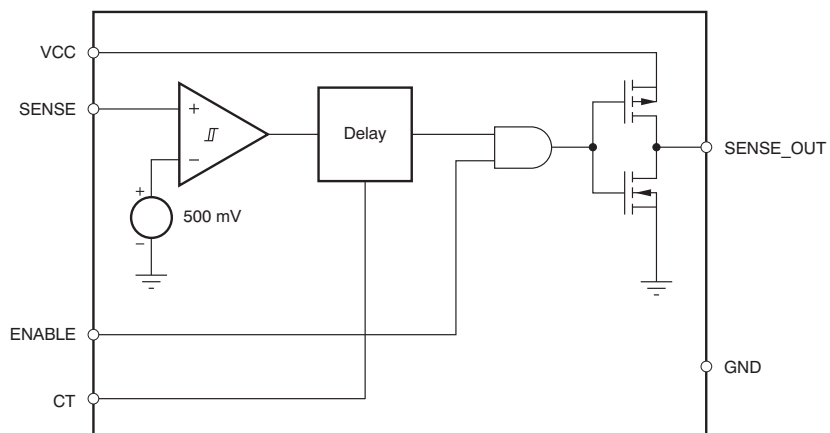 VCC
SENSE
+
−
Delay
SENSE_OUT
+
500 mV
−
ENABLE
GND
CT